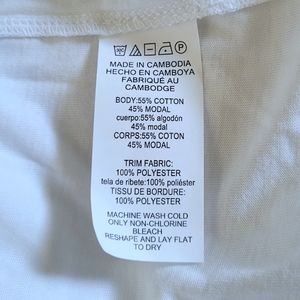 MADE IN CAMBODIA
HECHO EN CAMBOYA
FABRIQUÉ AU
CAMBODGE
BODY:55% COTTON
45% MODAL
cuerpo:55% algodón
45% modal
CORPS:55% COTON
45% MODAL
TRIM FABRIC:
100% POLYESTER
tela de ribete:100% poliéster
TISSU DE BORDURE:
100% POLYESTER
MACHINE WASH COLD
ONLY NON-CHLORINE
BLEACH
RESHAPE AND LAY FLAT
TO DRY